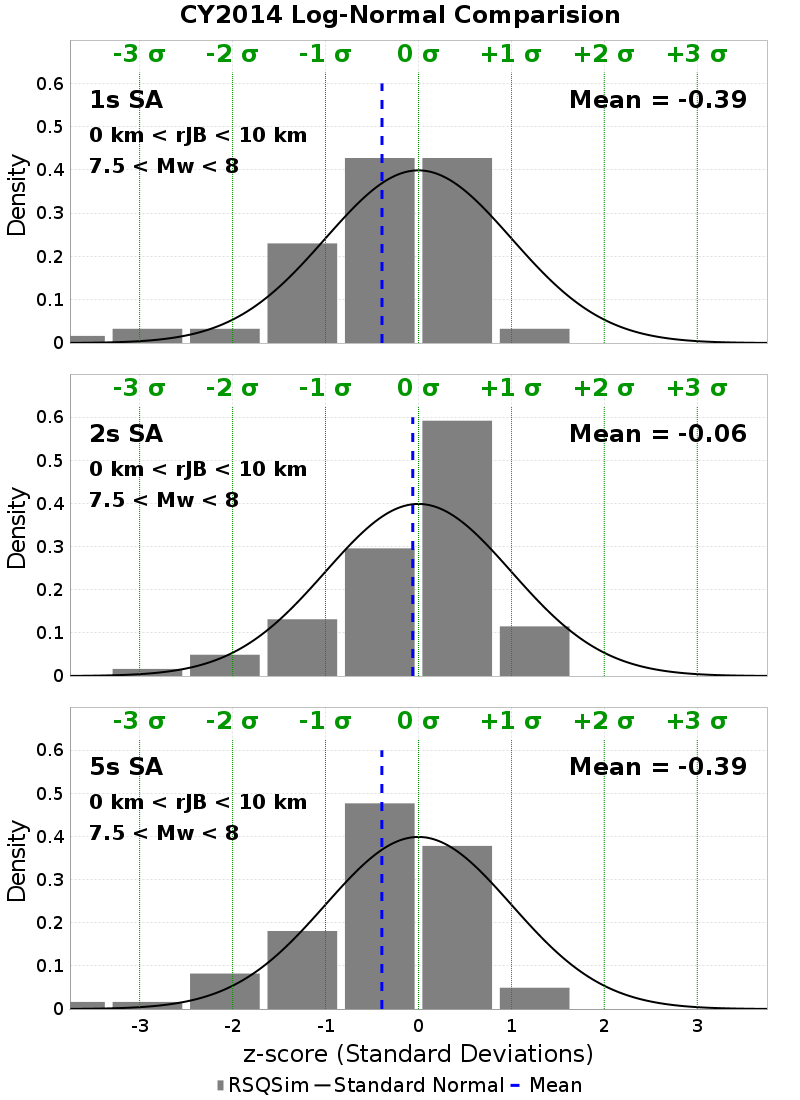 CY2014 Log-Normal Comparision
-3 σ -2 σ -1 σ 0 σ +1 σ +2 σ +3 σ
0.6
1s SA Mean = -0.39
0.5
0 km < rJB < 10 km
7.5 < Mw < 8
0.4
Density
0.3
0.2
0.1
0
-3 σ -2 σ -1 σ 0 σ +1 σ +2 σ +3 σ
0.6
2s SA Mean = -0.06
0.5
0 km < rJB < 10 km
7.5 < Mw < 8
0.4
Density
0.3
0.2
0.1
0
-3 σ -2 σ -1 σ 0 σ +1 σ +2 σ +3 σ
0.6
5s SA Mean = -0.39
0.5
0 km < rJB < 10 km
7.5 < Mw < 8
0.4
Density
0.3
0.2
0.1
0
-3 -2 -1 0 1 2 3
z-score (Standard Deviations)
RSQSim Standard Normal Mean